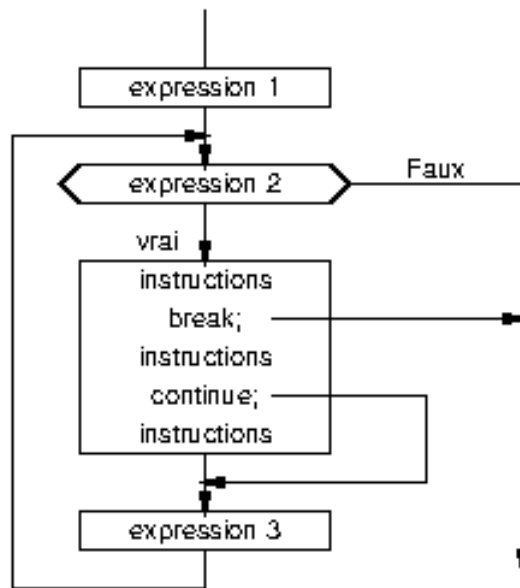 expression 1
expression 2
Faux
vrai
instructions
break;
instructions
continue;
instructions
expression 3